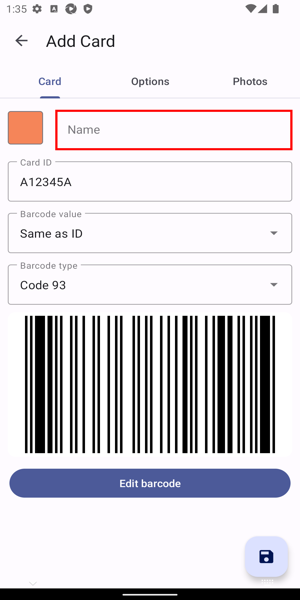 1:35
Add Card
Card
Options
Photos
Name
Card ID
A12345A
Barcode value
Same as ID
Barcode type
Code 93
Edit barcode